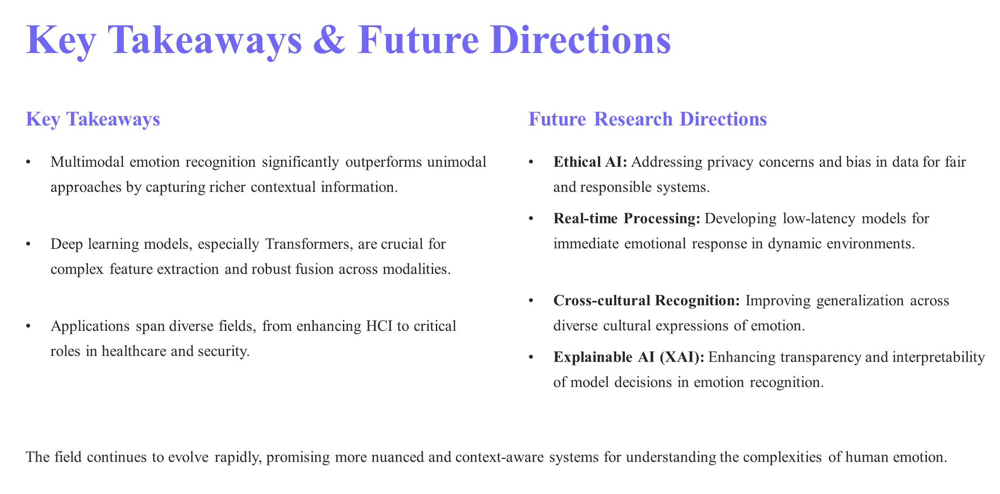 Key Takeaways & Future Directions
Key Takeaways
• Multimodal emotion recognition significantly outperforms unimodal
approaches by capturing richer contextual information.
• Deep learning models, especially Transformers, are crucial for
complex feature extraction and robust fusion across modalities.
• Applications span diverse fields, from enhancing HCI to critical
roles in healthcare and security.
Future Research Directions
• Ethical AI: Addressing privacy concerns and bias in data for fair
and responsible systems.
• Real-time Processing: Developing low-latency models for
immediate emotional response in dynamic environments.
• Cross-cultural Recognition: Improving generalization across
diverse cultural expressions of emotion.
• Explainable AI (XAI): Enhancing transparency and interpretability
of model decisions in emotion recognition.
The field continues to evolve rapidly, promising more nuanced and context-aware systems for understanding the complexities of human emotion.